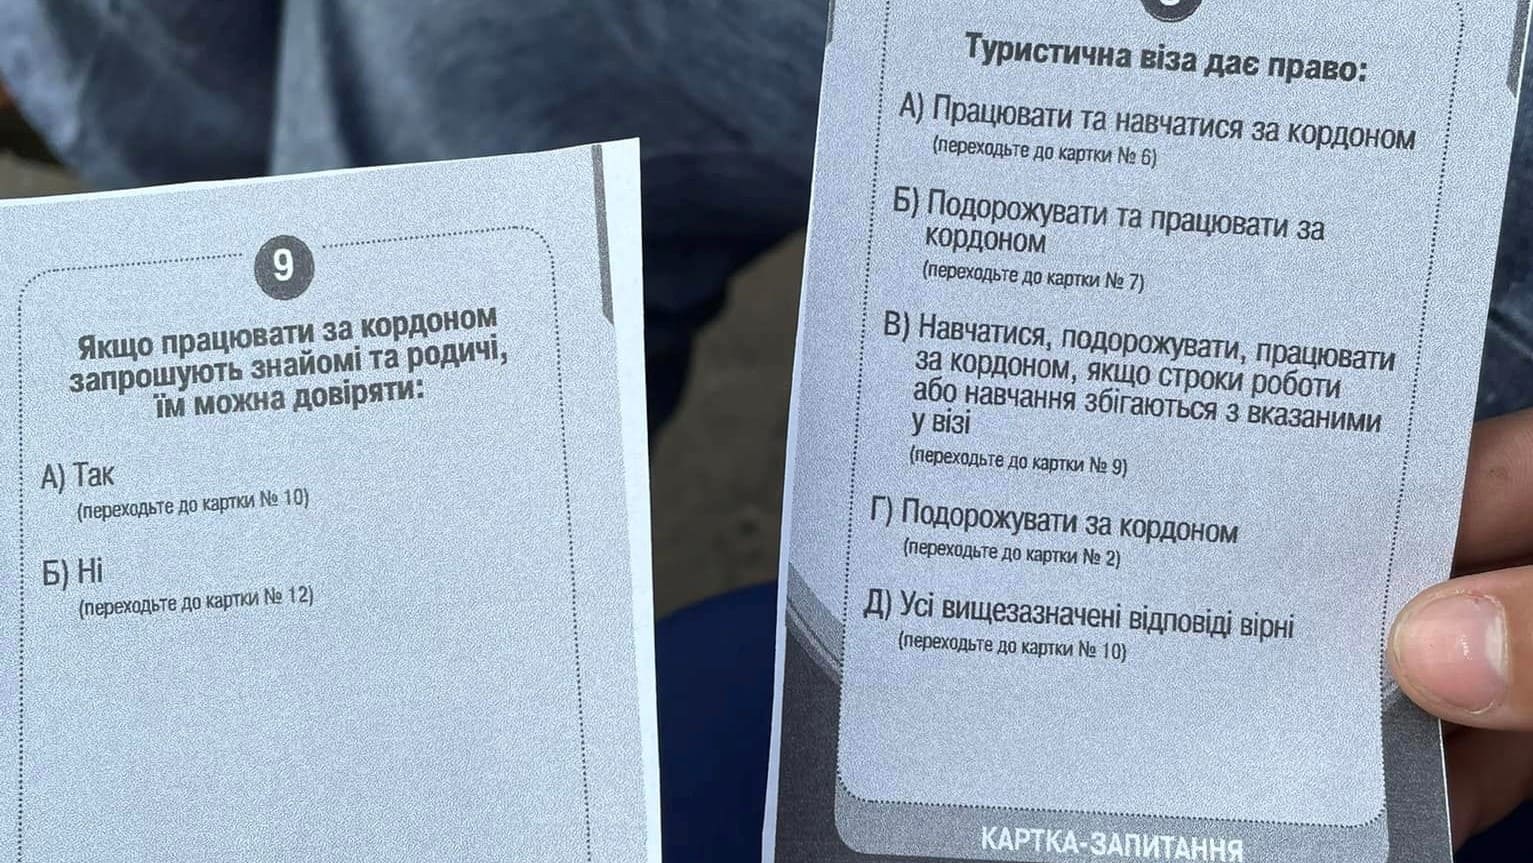 9
Якщо працювати за кордоном
запрошують знайомі та родичі,
їм можна довіряти:
А) Так
(переходьте до картки № 10)
Б) Ні
(переходьте до картки № 12)
Туристична віза дає право:
А) Працювати та навчатися за кордоном
(переходьте до картки № 6)
Б) Подорожувати та працювати за
кордоном
(переходьте до картки № 7)
В) Навчатися, подорожувати, працювати
за кордоном, якщо строки роботи
або навчання збігаються з вказаними
у візі
(переходьте до картки № 9)
Г) Подорожувати за кордоном
(переходьте до картки № 2)
Д) Усі вищезазначені відповіді вірні
(переходьте до картки № 10)
КАРТКА-ЗАПИТАННЯ